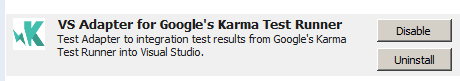 VS Adapter for Google's Karma Test Runner
Test Adapter to integration test results from Google's Karma
Test Runner into Visual Studio.
Disable
Uninstall